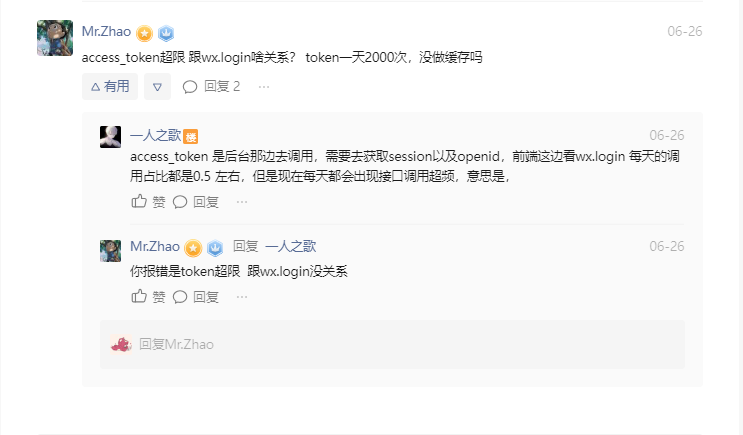 Mr.Zhao 06-26
access_token超限 跟wx.login啥关系？ token一天2000次，没做缓存吗
有用 回复 2 ...
一人之歌 楼 06-26
access_token 是后台那边去调用，需要去获取session以及openid，前端这边看wx.login 每天的调
用占比都是0.5 左右，但是现在每天都会出现接口调用超频，意思是，
赞 回复 ...
Mr.Zhao 回复 一人之歌 06-26
你报错是token超限 跟wx.login没关系
赞 回复 ...
回复Mr.Zhao